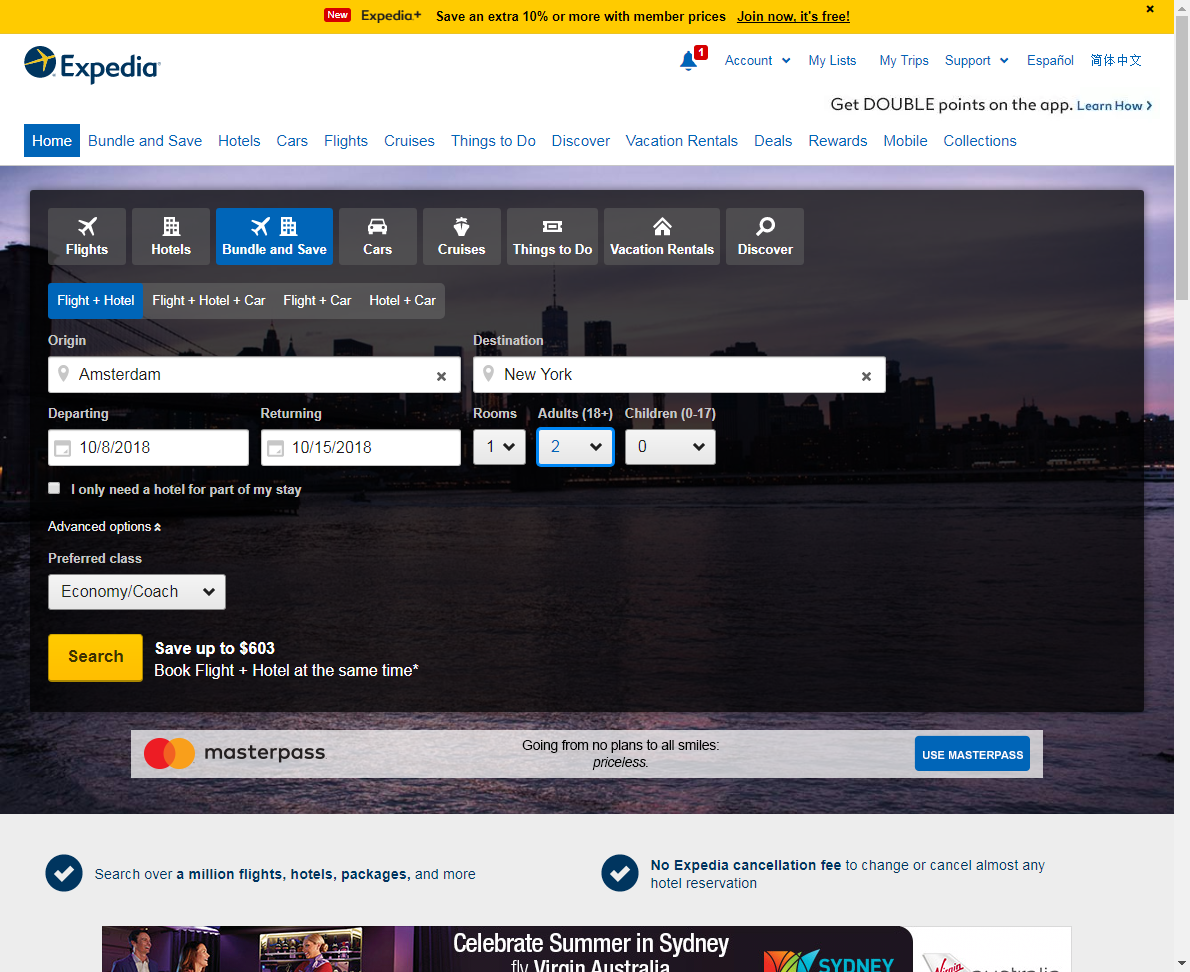 New Expedia+ Save an extra 10% or more with member prices Join now, it's free!
Expedia
1
Account My Lists My Trips Support Español 简体中文
Get DOUBLE points on the app. Learn How
Home Bundle and Save Hotels Cars Flights Cruises Things to Do Discover Vacation Rentals Deals Rewards Mobile Collections
Flights Hotels Bundle and Save Cars Cruises Things to Do Vacation Rentals Discover
Flight + Hotel Flight + Hotel + Car Flight + Car Hotel + Car
Origin Destination
Amsterdam New York
Departing Returning Rooms Adults (18+) Children (0-17)
10/8/2018 10/15/2018 1 2 0
I only need a hotel for part of my stay
Advanced options
Preferred class
Economy/Coach
Search
Save up to $603
Book Flight + Hotel at the same time*
masterpass
Going from no plans to all smiles:
priceless.
USE MASTERPASS
Search over a million flights, hotels, packages, and more
No Expedia cancellation fee to change or cancel almost any
hotel reservation
Celebrate Summer in Sydney
fly Virgin Australia
SYDNEY
Virgin australia